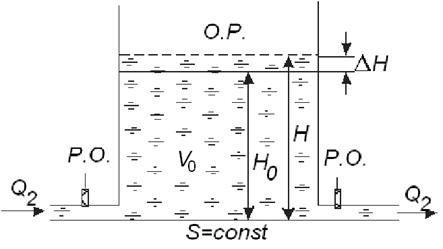 O.P.
ΔH
P.O. V₀ H₀ H P.O.
Q₂ Q₂
S=const